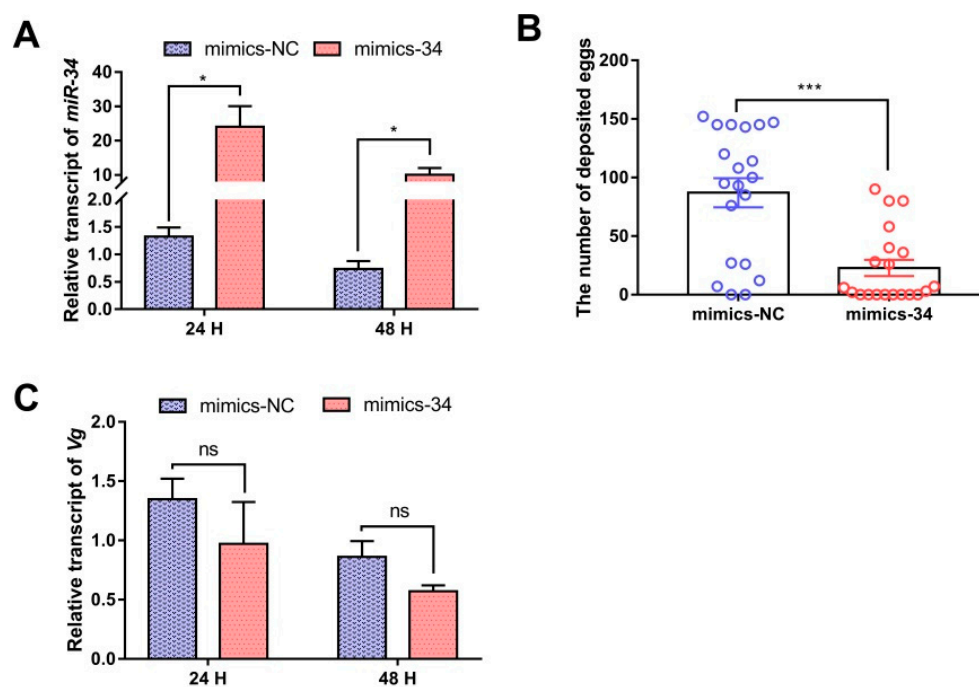 A
mimics-NC mimics-34
Relative transcript of miR-34
40
30
20
10
2.0
1.5
1.0
0.5
0.0
*
*
24 H 48 H
B
The number of deposited eggs
200
150
100
50
0
***
mimics-NC mimics-34
C
mimics-NC mimics-34
Relative transcript of Vg
2.0
1.5
1.0
0.5
0.0
ns
ns
24 H 48 H